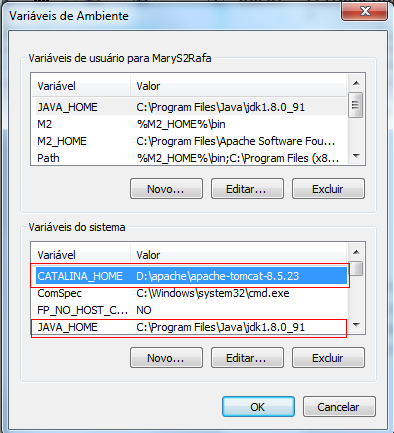 Variáveis de Ambiente
Variáveis de usuário para MaryS2Rafa
Variável Valor
JAVA_HOME C:\Program Files\Java\jdk1.8.0_91
M2 %M2_HOME%\bin
M2_HOME C:\Program Files\Apache Software Fou...
Path %M2_HOME%\bin;C:\Program Files (x8...
Novo... Editar... Excluir
Variáveis do sistema
Variável Valor
CATALINA_HOME D:\apache\apache-tomcat-8.5.23
ComSpec C:\Windows\system32\cmd.exe
FP_NO_HOST_C... NO
JAVA_HOME C:\Program Files\Java\jdk1.8.0_91
Novo... Editar... Excluir
OK Cancelar